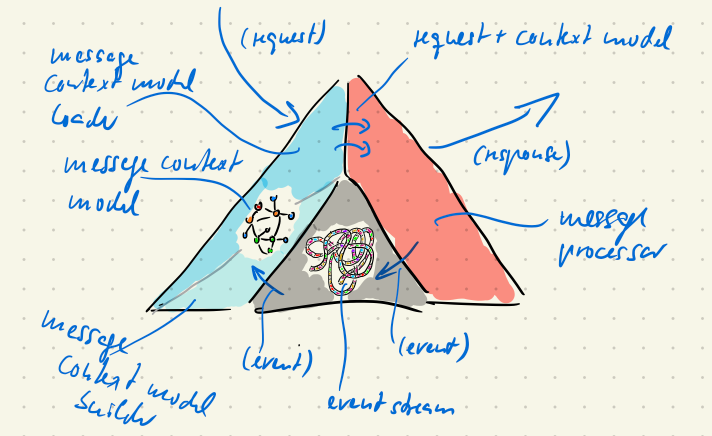 (request)
request + context model
message
context model
loader
(response)
message context
model
message
processor
message
context model
builder
(event)
(event)
event stream